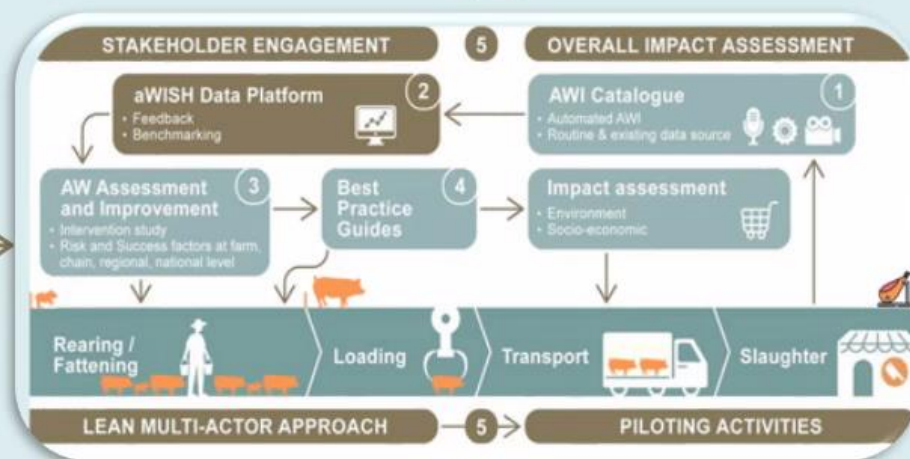 STAKEHOLDER ENGAGEMENT
5
OVERALL IMPACT ASSESSMENT
aWISH Data Platform
2
• Feedback
• Benchmarking
AWI Catalogue
1
• Automated AWI
• Routine & existing data source
AW Assessment
and Improvement
3
• Intervention study
• Risk and Success factors at farm,
chain, regional, national level
Best
Practice
Guides
4
Impact assessment
• Environment
• Socio-economic
Rearing /
Fattening
Loading
Transport
Slaughter
LEAN MULTI-ACTOR APPROACH
5
PILOTING ACTIVITIES